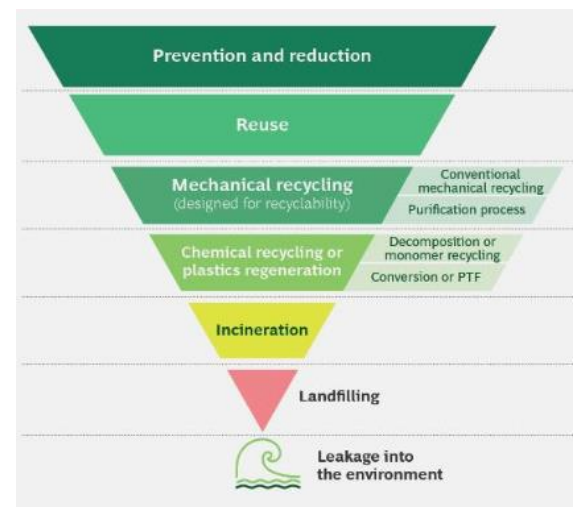 Prevention and reduction
Reuse
Mechanical recycling
(designed for recyclability)
Conventional
mechanical recycling
Purification process
Chemical recycling or
plastics regeneration
Decomposition or
monomer recycling
Conversion or PTF
Incineration
Landfilling
Leakage into
the environment